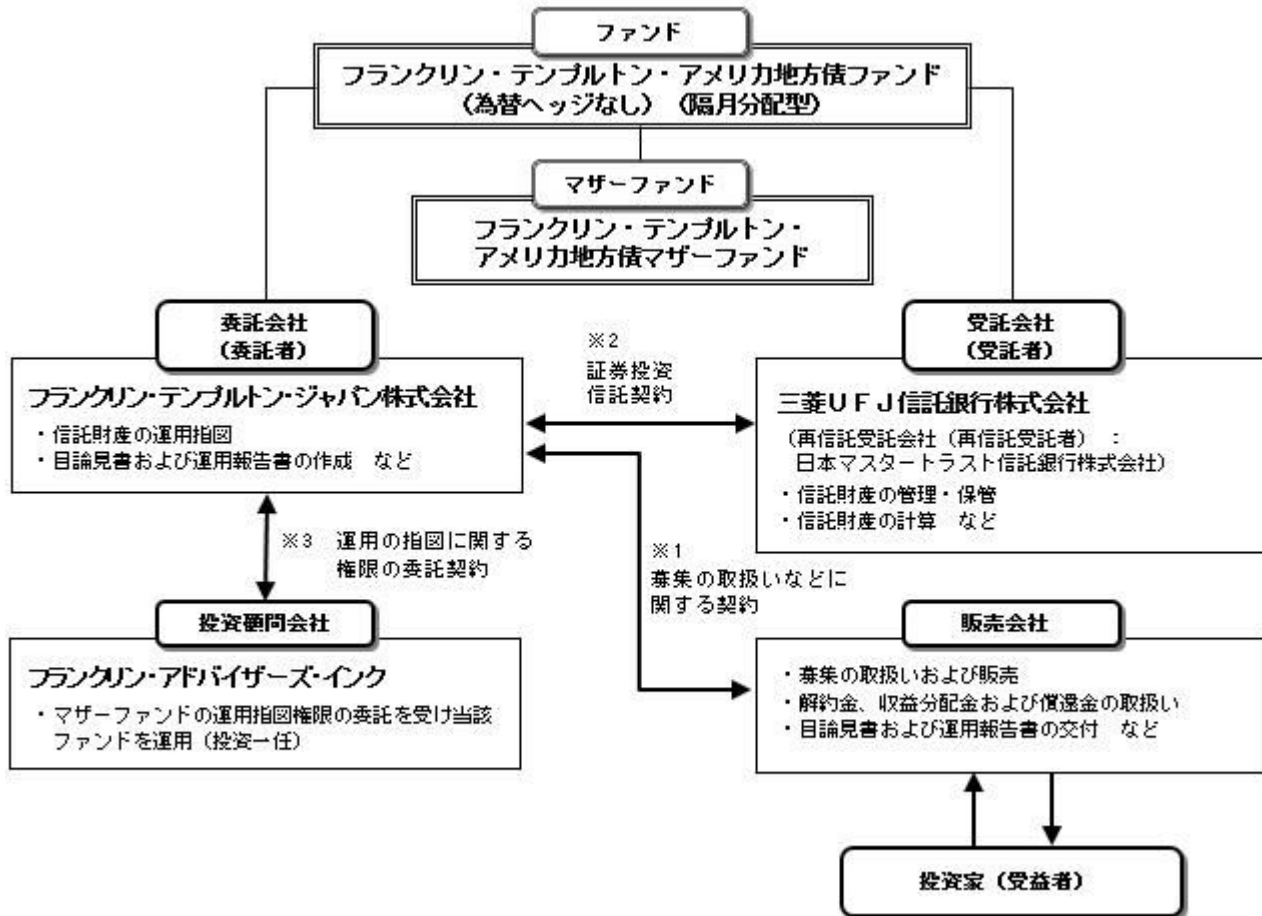 ファンド
フランクリン・テンプルトン・アメリカ地方債ファンド
（為替ヘッジなし）（隔月分配型）
マザーファンド
フランクリン・テンプルトン・
アメリカ地方債マザーファンド
委託会社
（委託者）
フランクリン・テンプルトン・ジャパン株式会社
・信託財産の運用指図
・目論見書および運用報告書の作成　など
※2
証券投資
信託契約
受託会社
（受託者）
三菱ＵＦＪ信託銀行株式会社
（再信託受託会社（再信託受託者）：
日本マスタートラスト信託銀行株式会社）
・信託財産の管理・保管
・信託財産の計算　など
※3　運用の指図に関する
権限の委託契約
※1
募集の取扱いなどに
関する契約
投資顧問会社
フランクリン・アドバイザーズ・インク
・マザーファンドの運用指図権限の委託を受け当該
ファンドを運用（投資一任）
販売会社
・募集の取扱いおよび販売
・解約金、収益分配金および償還金の取扱い
・目論見書および運用報告書の交付　など
投資家（受益者）